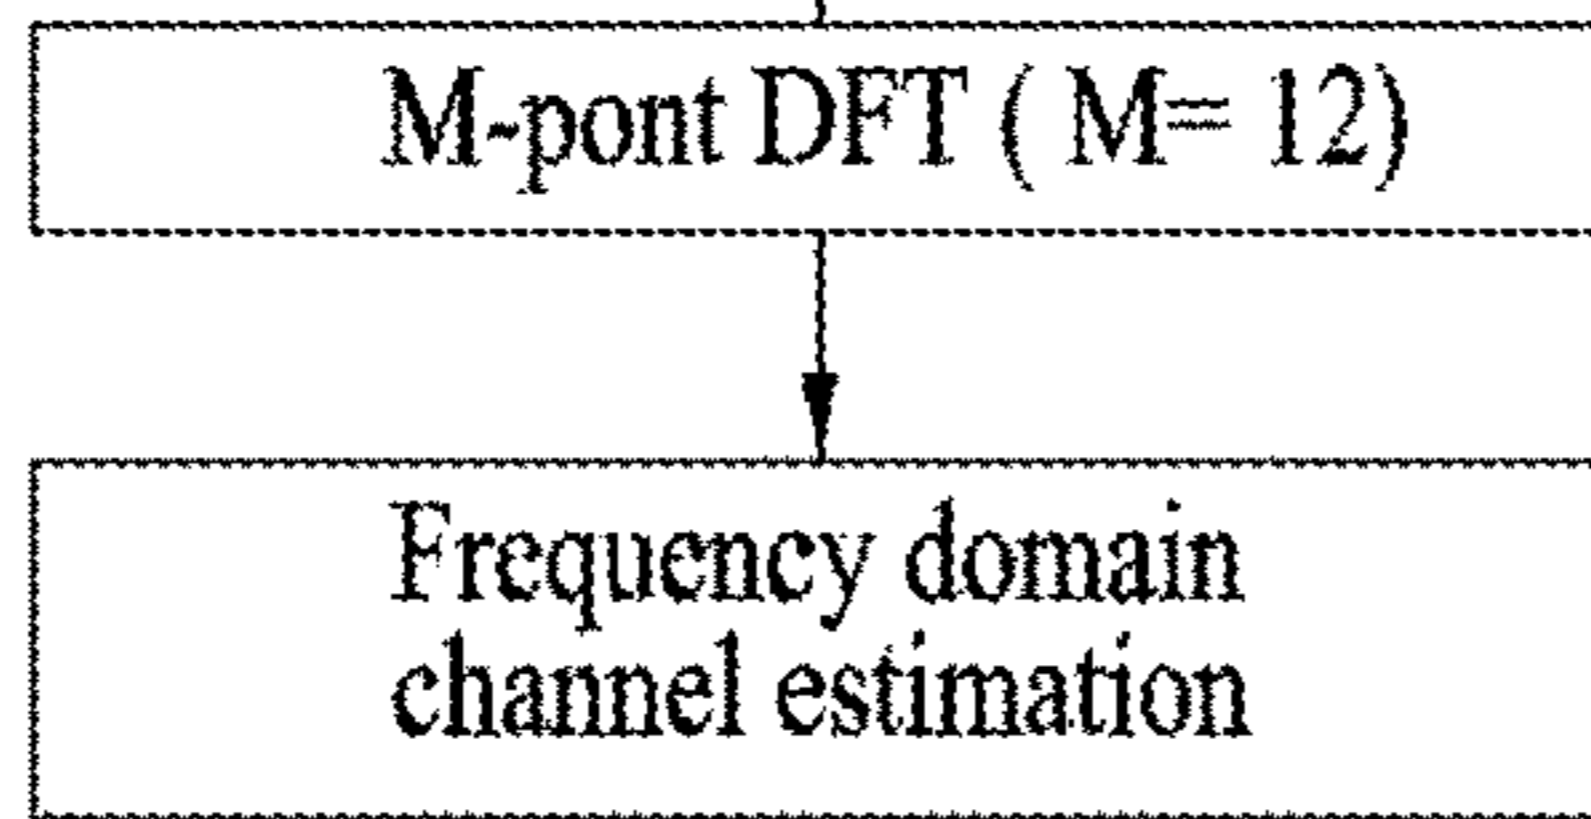 M-pont DFT ( M= 12)
Frequency domain
channel estimation